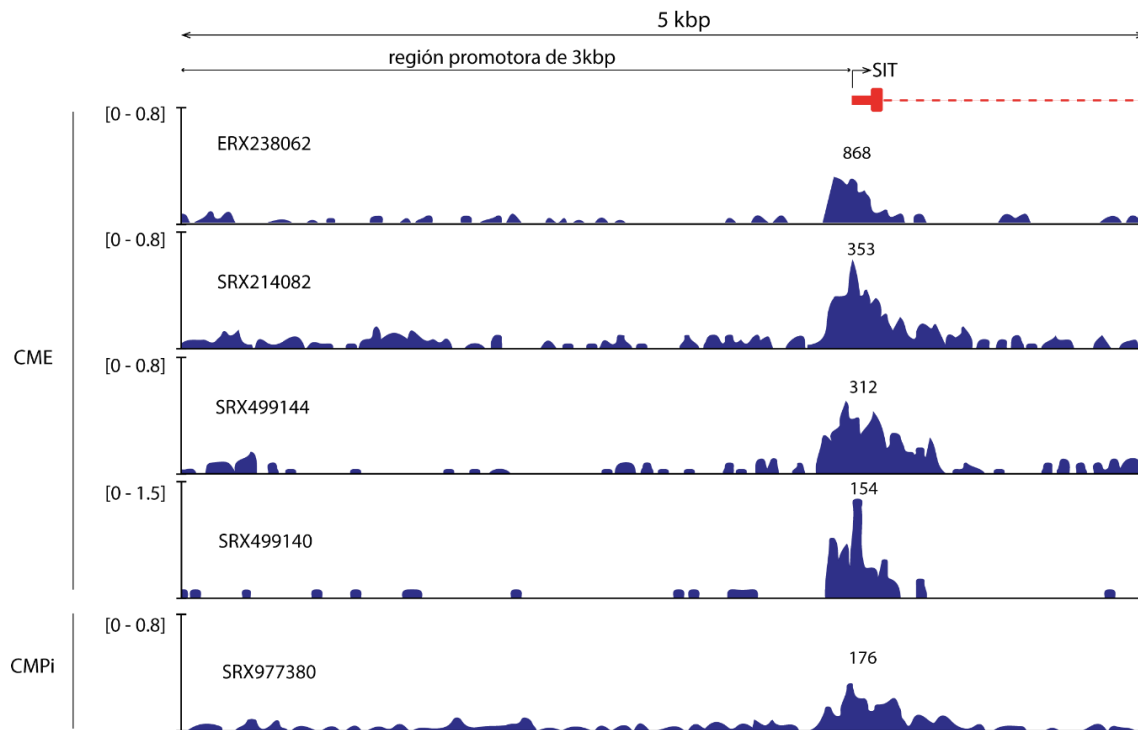 5 kbp
región promotora de 3kbp
SIT
[0 - 0.8]
ERX238062
868
[0 - 0.8]
SRX214082
353
CME
[0 - 0.8]
SRX499144
312
[0 - 1.5]
SRX499140
154
[0 - 0.8]
CMPi
SRX977380
176